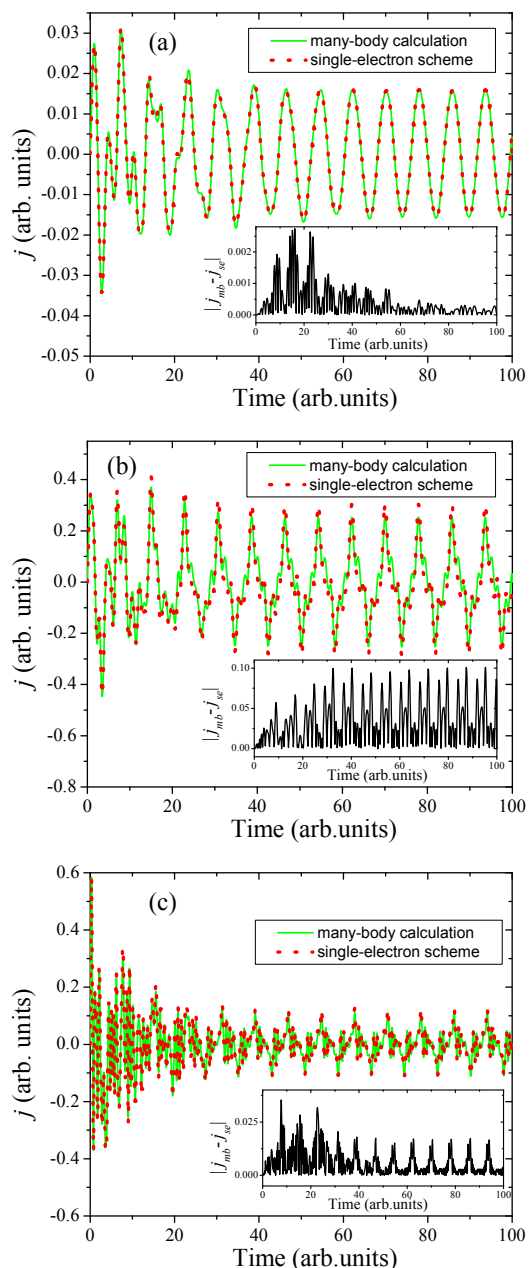 (a)
many-body calculation
single-electron scheme
0.03
0.02
0.01
0.00
-0.01
-0.02
-0.03
-0.04
-0.05
j (arb. units)
0.002
0.001
0.000
|j_mb-j_se|
0 20 40 60 80 100
Time (arb.units)
0 20 40 60 80 100
Time (arb.units)
(b)
many-body calculation
single-electron scheme
0.4
0.2
0.0
-0.2
-0.4
-0.6
-0.8
j (arb. units)
0.10
0.05
0.00
|j_mb-j_se|
0 20 40 60 80 100
Time (arb.units)
0 20 40 60 80 100
Time (arb.units)
(c)
many-body calculation
single-electron scheme
0.6
0.4
0.2
0.0
-0.2
-0.4
-0.6
j (arb. units)
0.025
0.000
|j_mb-j_se|
0 20 40 60 80 100
Time (arb.units)
0 20 40 60 80 100
Time (arb.units)